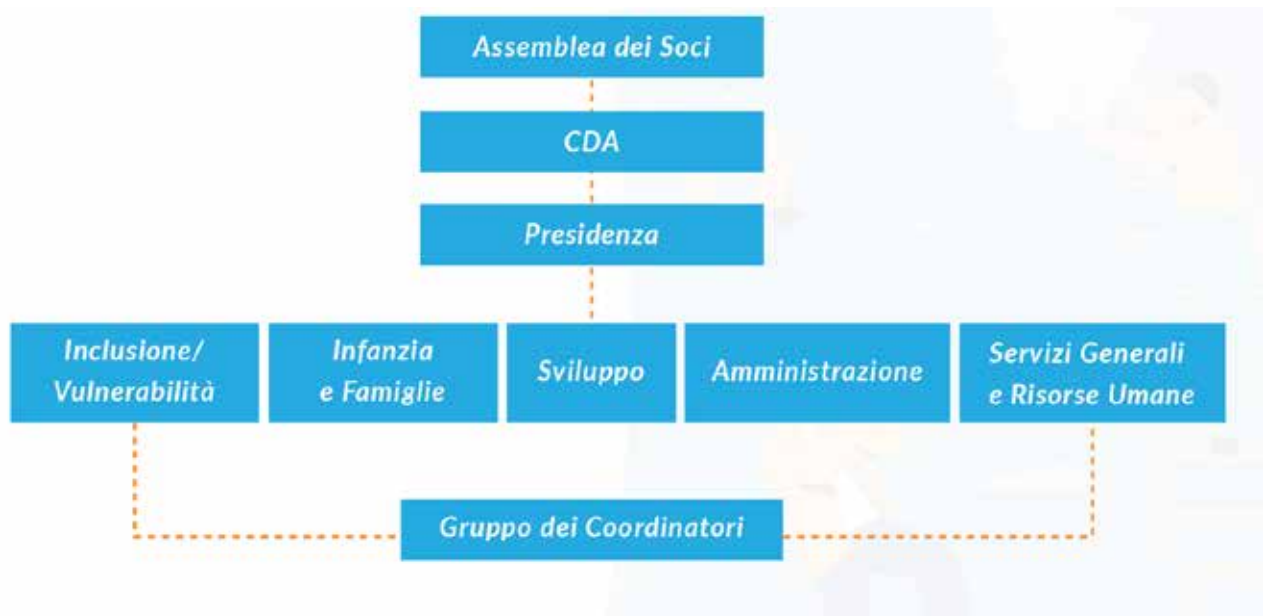 Assemblea dei Soci
CDA
Presidenza
Inclusione/
Vulnerabilità
Infanzia
e Famiglie
Sviluppo
Amministrazione
Servizi Generali
e Risorse Umane
Gruppo dei Coordinatori